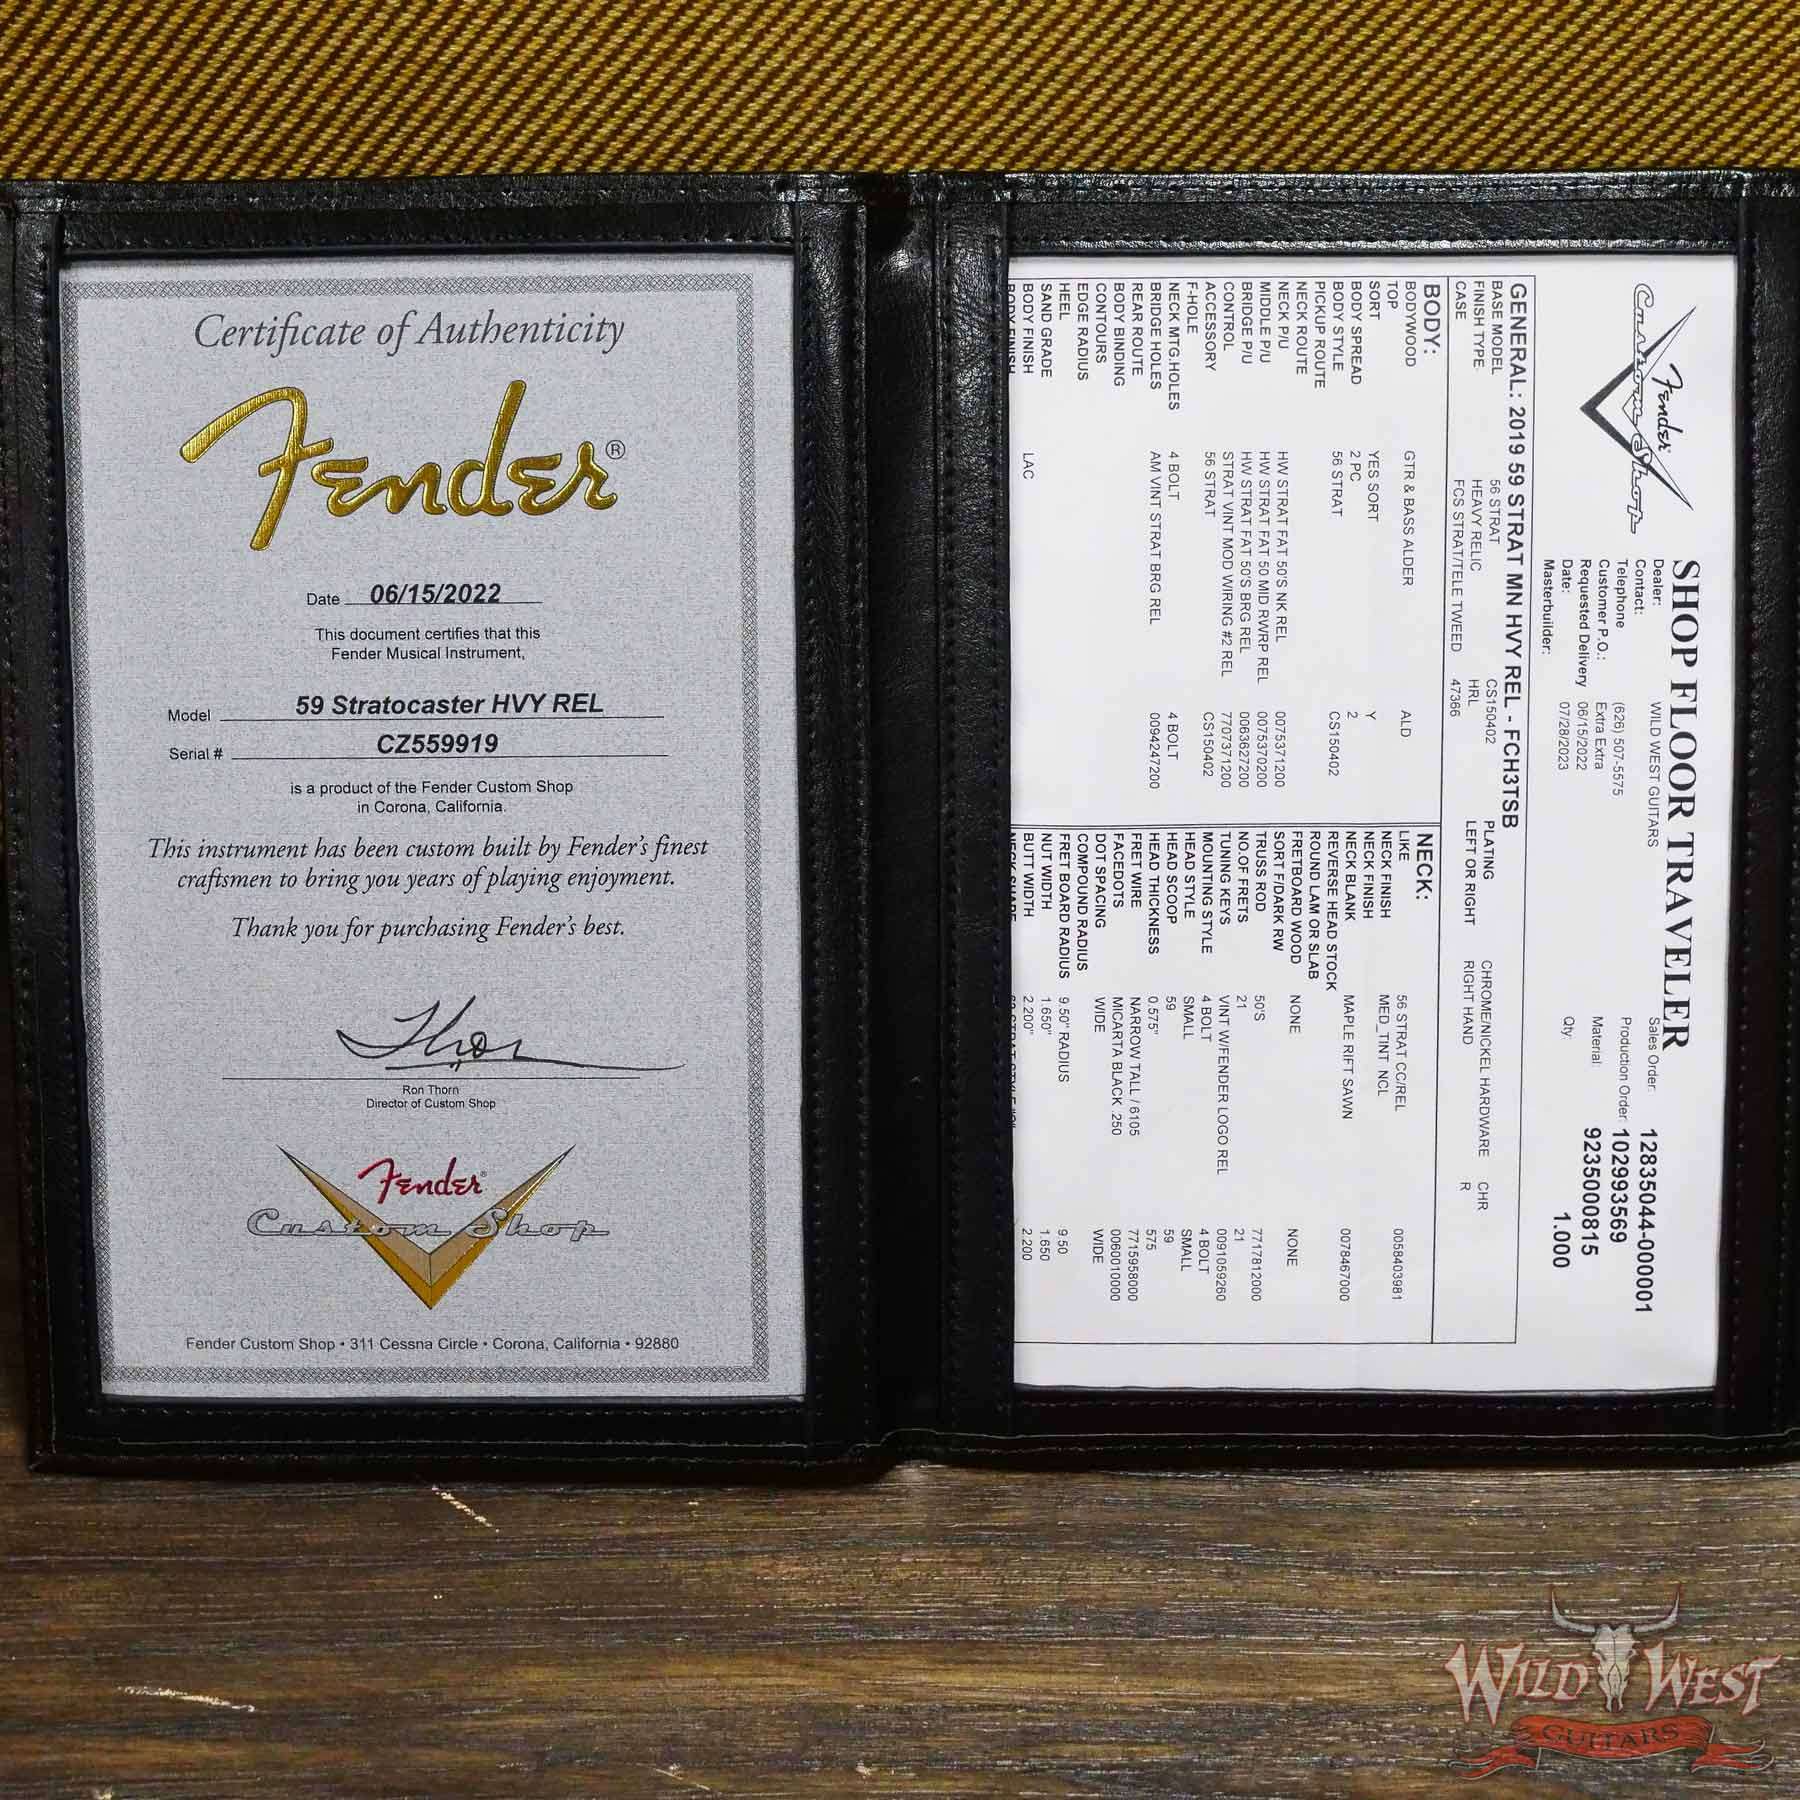 Certificate of Authenticity
Fender®
Date 06/15/2022
This document certifies that this
Fender Musical Instrument,
Model 59 Stratocaster HVY REL
Serial # CZ559919
is a product of the Fender Custom Shop
in Corona, California.
This instrument has been custom built by Fender's finest
craftsmen to bring you years of playing enjoyment.
Thank you for purchasing Fender's best.
Ron Thorn
Director of Custom Shop
Fender®
Custom Shop
Fender Custom Shop • 311 Cessna Circle • Corona, California • 92880
Fender®
Custom Shop
SHOP FLOOR TRAVELER
Dealer: WILD WEST GUITARS Sales Order: 12835044-000001
Contact:
Telephone (626) 507-5575 Production Order: 102993569
Customer P.O.: Extra Extra Material: 9235000815
Requested Delivery 06/15/2022
Date: 07/28/2023 Qty: 1.000
Masterbuilder:
GENERAL: 2019 59 STRAT MN HVY REL - FCH3TSB
BASE MODEL 56 STRAT CS150402 PLATING CHROME/NICKEL HARDWARE CHR
FINISH TYPE HEAVY RELIC HRL LEFT OR RIGHT RIGHT HAND R
CASE FCS STRAT/TELE TWEED 47366
BODY:
BODYWOOD GTR & BASS ALDER ALD
TOP
SORT YES SORT Y
BODY SPREAD 2 PC 2
BODY STYLE 56 STRAT CS150402
PICKUP ROUTE
NECK ROUTE
NECK P/U HW STRAT FAT 50'S NK REL 0075371200
MIDDLE P/U HW STRAT FAT 50 MID RWRP REL 0075370200
BRIDGE P/U HW STRAT FAT 50'S BRG REL 0063627200
CONTROL STRAT VINT MOD WIRING #2 REL 7707371200
ACCESSORY 56 STRAT CS150402
F-HOLE
NECK MTG.HOLES 4 BOLT 4 BOLT
BRIDGE HOLES AM VINT STRAT BRG REL 0094247200
REAR ROUTE
BODY BINDING
CONTOURS
EDGE RADIUS
HEEL
SAND GRADE
BODY FINISH LAC
BODY FINISH
NECK:
LIKE 56 STRAT CC/REL 0058403981
NECK FINISH MED_TINT NCL
NECK FINISH
NECK BLANK MAPLE RIFT SAWN 0078467000
REVERSE HEAD STOCK
ROUND LAM OR SLAB
FRETBOARD WOOD NONE NONE
SORT F/DARK RW
TRUSS ROD 50'S 7717812000
NO.OF FRETS 21 21
TUNING KEYS VINT W/FENDER LOGO REL 0091059260
MOUNTING STYLE 4 BOLT 4 BOLT
HEAD STYLE SMALL SMALL
HEAD SCOOP 59 59
HEAD THICKNESS 0.575" 575
FRET WIRE NARROW TALL / 6105 7715958000
FACEDOTS MICARTA BLACK .250 0060010000
DOT SPACING WIDE WIDE
COMPOUND RADIUS
FRET BOARD RADIUS 9.50" RADIUS 9.50
NUT WIDTH 1.650" 1.650
BUTT WIDTH 2.200" 2.200
NECK SHAPE
WILD WEST
GUITARS